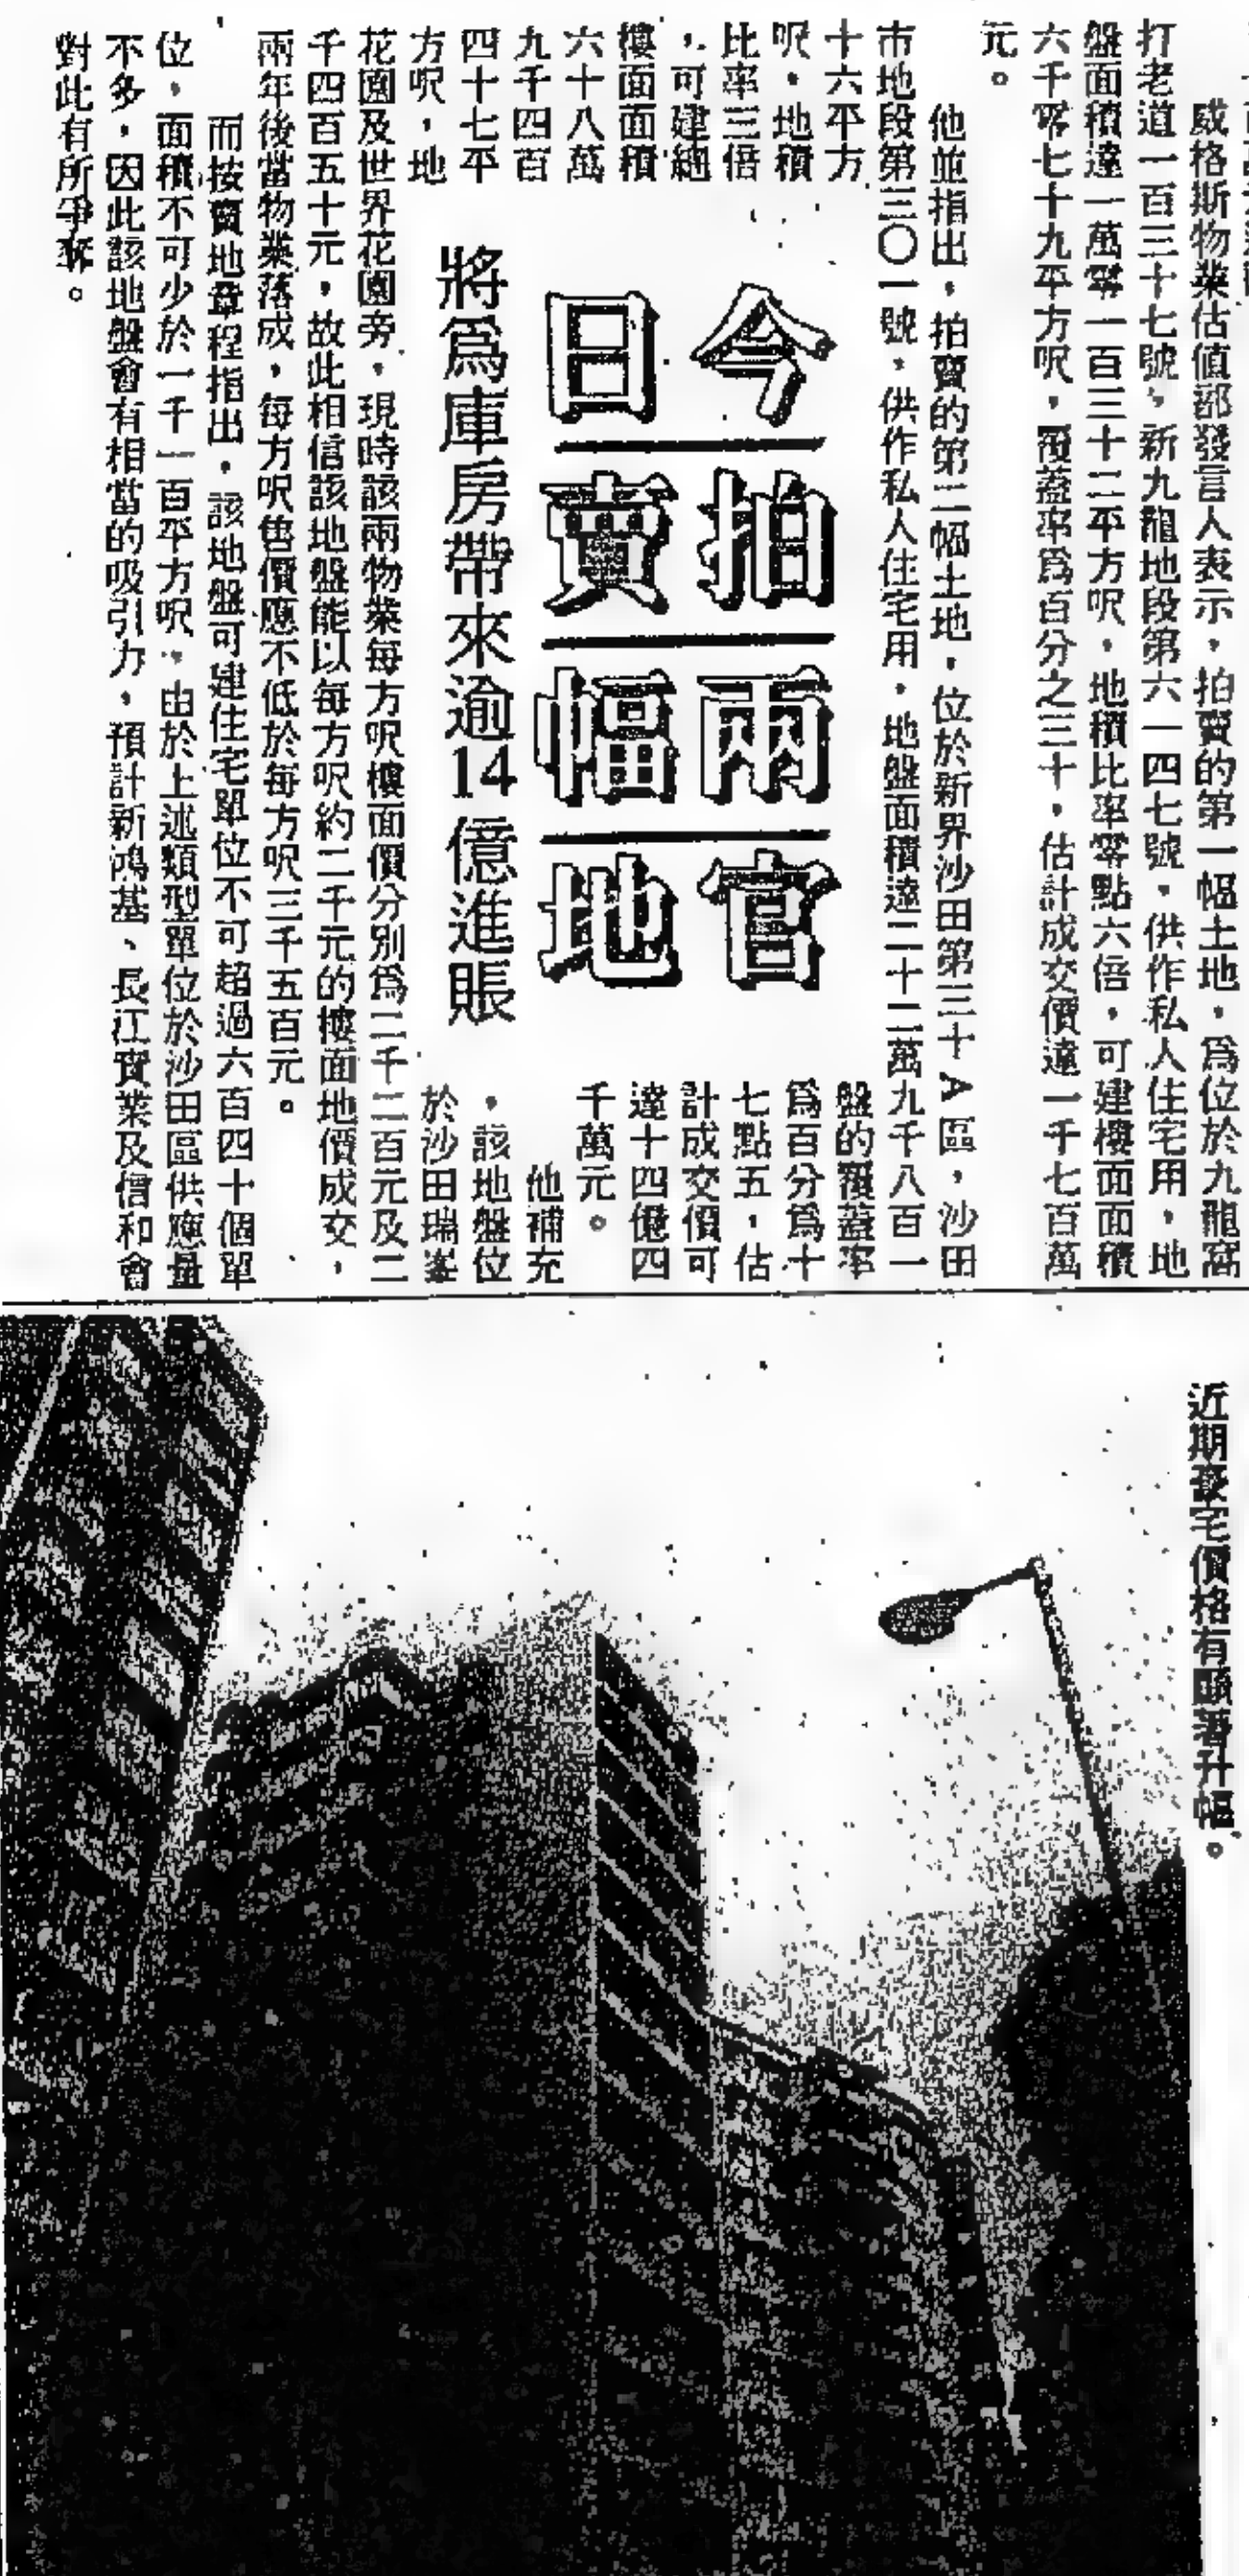 威格斯物業估值部發言人表示，拍賣的第一幅土地，爲位於九龍窩
打老道一百三十七號，新九龍地段第六一四七號，供作私人住宅用，地
盤面積達一萬零一百三十二平方呎，地積比率零點六倍，可建樓面面積
六千零七十九平方呎，覆蓋率爲百分之三十，估計成交價達一千七百萬
元。
他並指出，拍賣的第二幅土地，位於新界沙田第三十A區，沙田
市地段第三〇一號，供作私人住宅用，地盤面積達二十二萬九千八百一
十六平方
呎，地積
比率三倍
，可建總
樓面面積
六十八萬
九千四百
四十七平
方呎，地
今日
拍賣
兩幅
官地
將爲庫房帶來逾14億進賬
盤的覆蓋率
爲百分爲十
七點五，估
計成交價可
達十四億四
千萬元。
他補充
，該地盤位
於沙田瑞峯
花園及世界花園旁，現時該兩物業每方呎樓面價分別爲二千二百元及二
千四百五十元，故此相信該地盤能以每方呎約二千元的樓面地價成交，
兩年後當物業落成，每方呎售價應不低於每方呎三千五百元。
而按賣地章程指出，該地盤可建住宅單位不可超過六百四十個單
位，面積不可少於一千一百平方呎，由於上述類型單位於沙田區供應量
不多，因此該地盤會有相當的吸引力，預計新鴻基、長江實業及信和會
對此有所爭奪。
近期豪宅價格有顯著升幅。